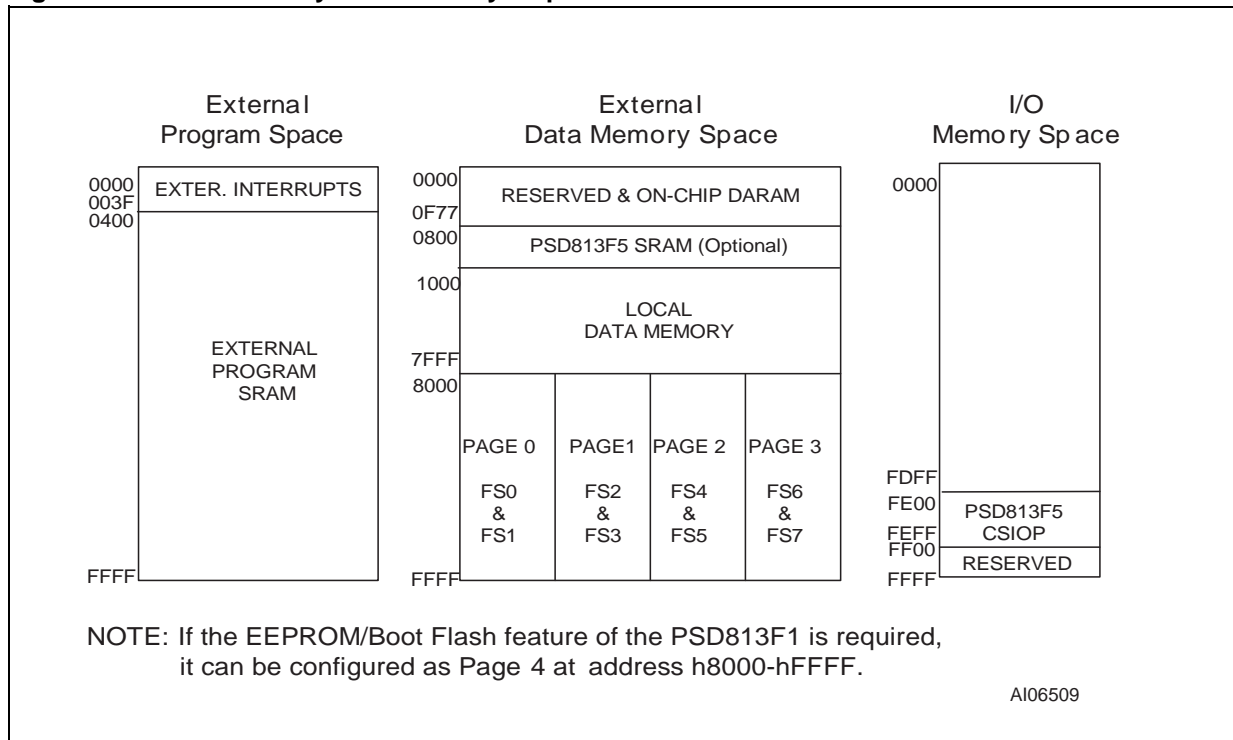 External
Program Space
0000
003F
0400
FFFF
EXTER. INTERRUPTS
EXTERNAL
PROGRAM
SRAM
External
Data Memory Space
0000
0F77
0800
1000
7FFF
8000
FFFF
RESERVED & ON-CHIP DARAM
PSD813F5 SRAM (Optional)
LOCAL
DATA MEMORY
PAGE 0
FS0
&
FS1
PAGE1
FS2
&
FS3
PAGE 2
FS4
&
FS5
PAGE 3
FS6
&
FS7
I/O
Memory Space
0000
FDFF
FE00
FEFF
FF00
FFFF
PSD813F5
CSIOP
RESERVED
NOTE: If the EEPROM/Boot Flash feature of the PSD813F1 is required,
it can be configured as Page 4 at address h8000-hFFFF.
AI06509